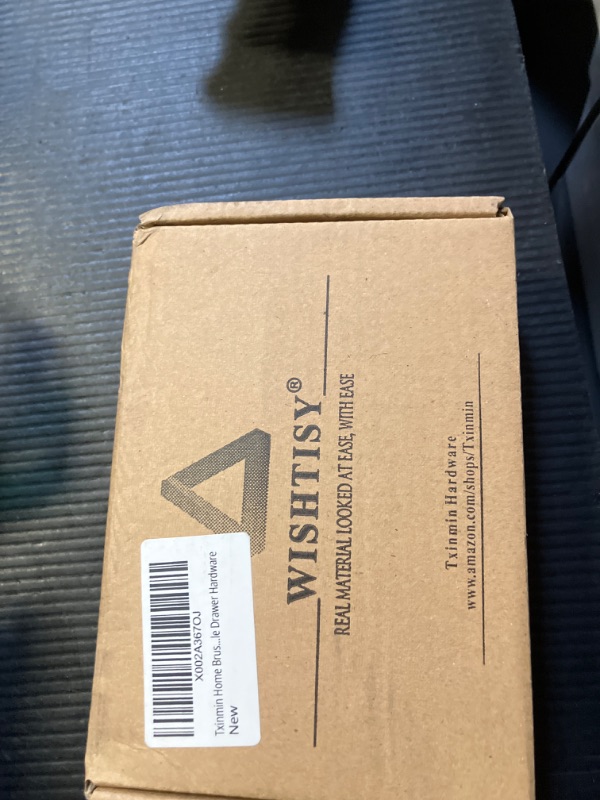 WISHTISY®
REAL MATERIAL LOOKED AT EASE, WITH EASE
Txinmin Hardware
www.amazon.com/shops/Txinmin
X002A367OJ
Txinmin Home Brus...le Drawer Hardware
New